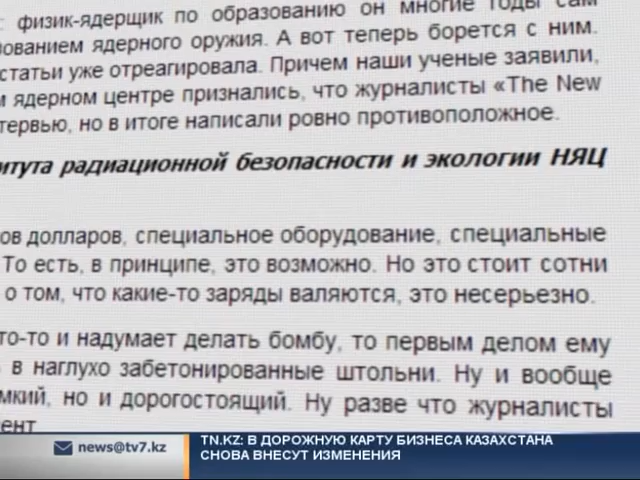 : физик-ядерщик по образованию он многие годы сам
зованием ядерного оружия. А вот теперь борется с ним.
статьи уже отреагировала. Причем наши ученые заявили,
м ядерном центре признались, что журналисты «The New
тервью, но в итоге написали ровно противоположное.
итута радиационной безопасности и экологии НЯЦ
ов долларов, специальное оборудование, специальные
То есть, в принципе, это возможно. Но это стоит сотни
о том, что какие-то заряды валяются, это несерьезно.
то-то и надумает делать бомбу, то первым делом ему
ь в наглухо забетонированные штольни. Ну и вообще
мкий, но и дорогостоящий. Ну разве что журналисты
ент
news@tv7.kz
TN.KZ: В ДОРОЖНУЮ КАРТУ БИЗНЕСА КАЗАХСТАНА
СНОВА ВНЕСУТ ИЗМЕНЕНИЯ